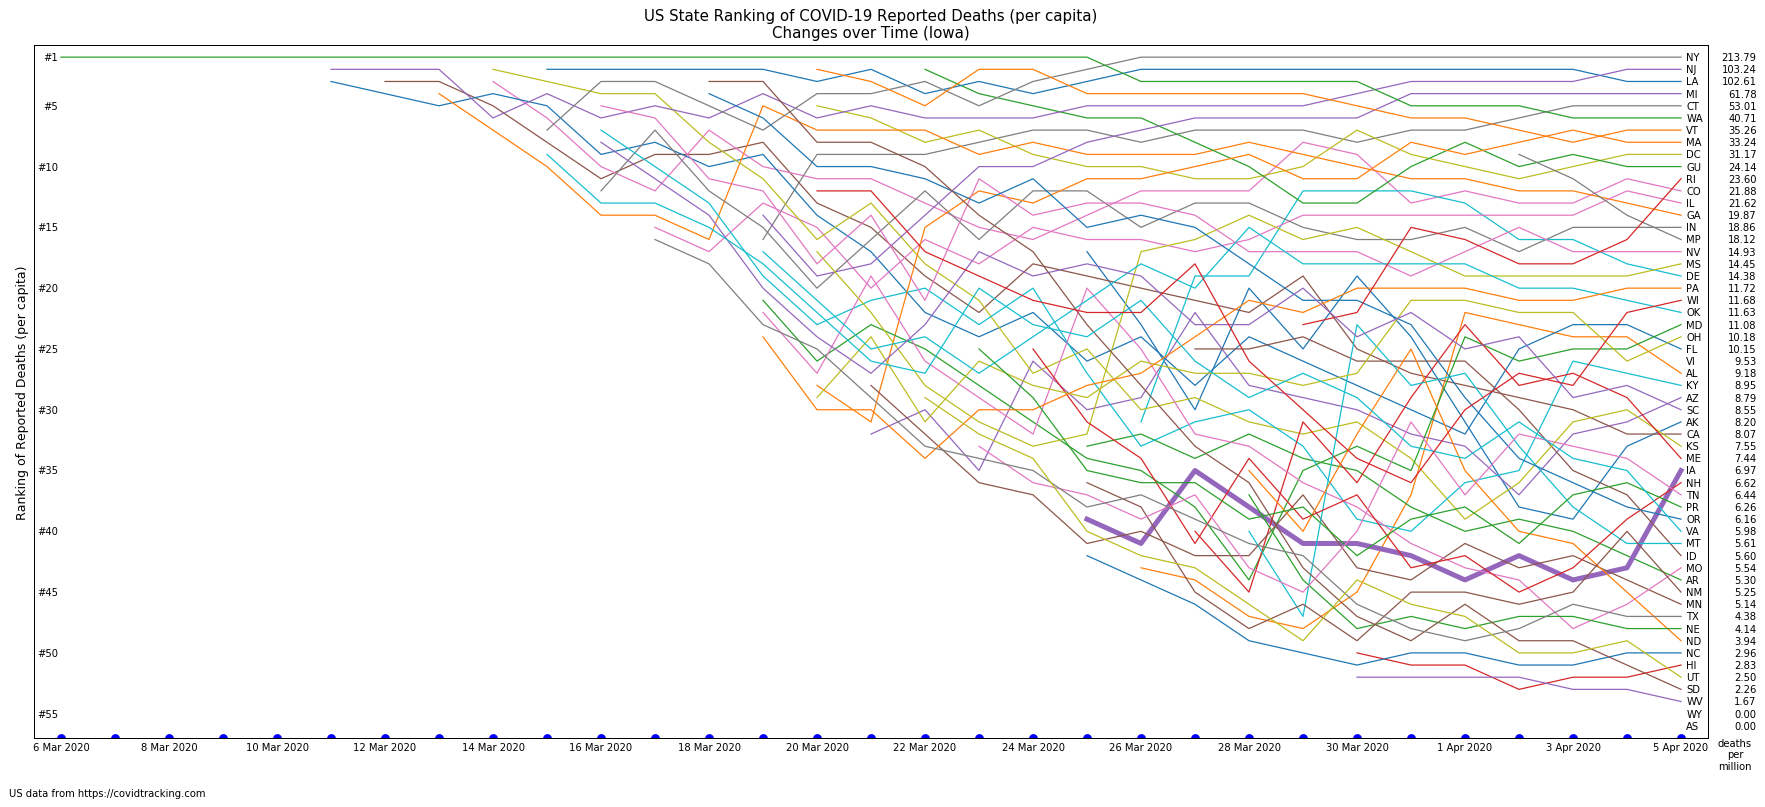 US State Ranking of COVID-19 Reported Deaths (per capita)
Changes over Time (Iowa)
Ranking of Reported Deaths (per capita)
#1
#5
#10
#15
#20
#25
#30
#35
#40
#45
#50
#55
NY 213.79
NJ 103.24
LA 102.61
MI 61.78
CT 53.01
WA 40.71
VT 35.26
MA 33.24
DC 31.17
GU 24.14
RI 23.60
CO 21.88
IL 21.62
GA 19.87
IN 18.86
MP 18.12
NV 14.93
MS 14.45
DE 14.38
PA 11.72
WI 11.68
OK 11.63
MD 11.08
OH 10.18
FL 10.15
VI 9.53
AL 9.18
KY 8.95
AZ 8.79
SC 8.55
AK 8.20
CA 8.07
KS 7.55
ME 7.44
IA 6.97
NH 6.62
TN 6.44
PR 6.26
OR 6.16
VA 5.98
MT 5.61
ID 5.60
MO 5.54
AR 5.30
NM 5.25
MN 5.14
TX 4.38
NE 4.14
ND 3.94
NC 2.96
HI 2.83
UT 2.50
SD 2.26
WV 1.67
WY 0.00
AS 0.00
6 Mar 2020 8 Mar 2020 10 Mar 2020 12 Mar 2020 14 Mar 2020 16 Mar 2020 18 Mar 2020 20 Mar 2020 22 Mar 2020 24 Mar 2020 26 Mar 2020 28 Mar 2020 30 Mar 2020 1 Apr 2020 3 Apr 2020 5 Apr 2020
deaths
per
million
US data from https://covidtracking.com